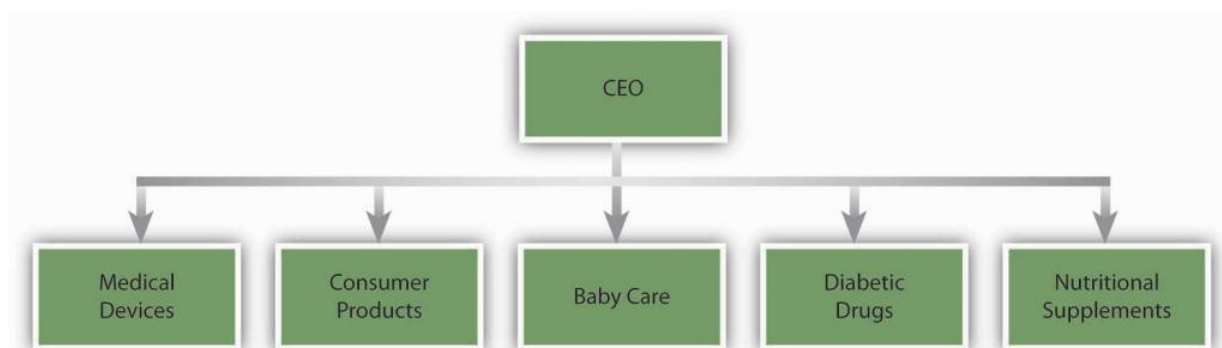 CEO
Medical
Devices
Consumer
Products
Baby Care
Diabetic
Drugs
Nutritional
Supplements